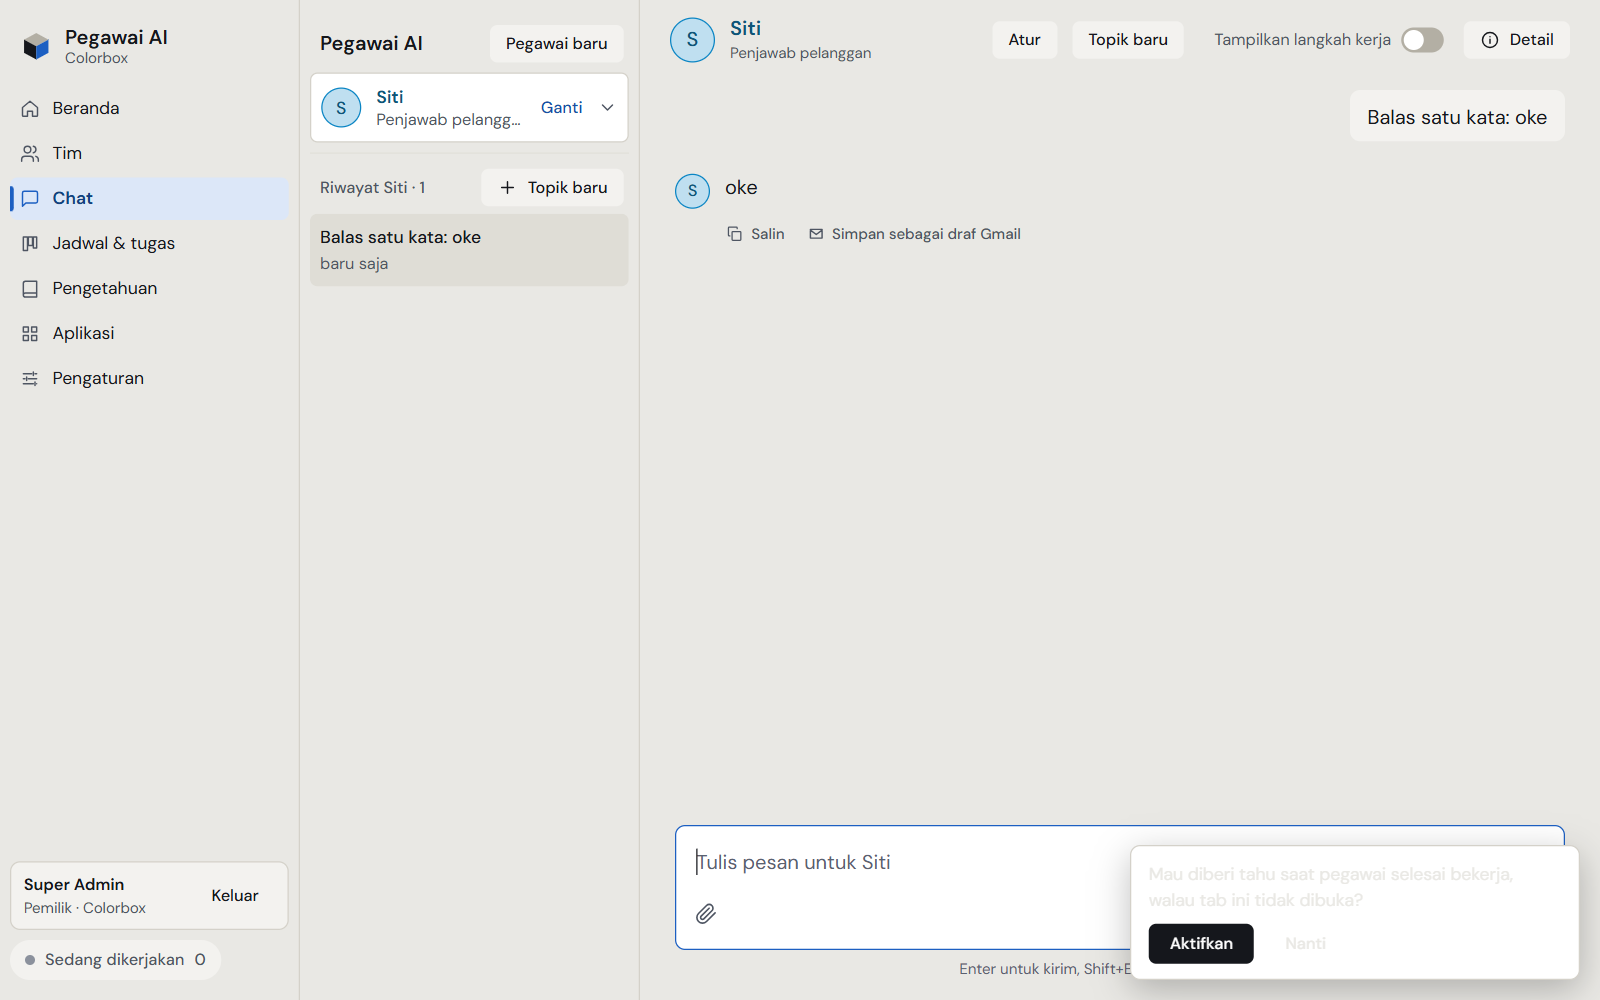 Pegawai AI
Colorbox
Beranda
Tim
Chat
Jadwal & tugas
Pengetahuan
Aplikasi
Pengaturan
Super Admin
Pemilik · Colorbox
Keluar
Sedang dikerjakan 0
Pegawai AI
Pegawai baru
S
Siti
Penjawab pelangg...
Ganti
Riwayat Siti · 1
Topik baru
Balas satu kata: oke
baru saja
S
Siti
Penjawab pelanggan
Atur
Topik baru
Tampilkan langkah kerja
Detail
Balas satu kata: oke
S
oke
Salin
Simpan sebagai draf Gmail
Tulis pesan untuk Siti
Enter untuk kirim, Shift+E
Mau diberi tahu saat pegawai selesai bekerja,
walau tab ini tidak dibuka?
Aktifkan
Nanti